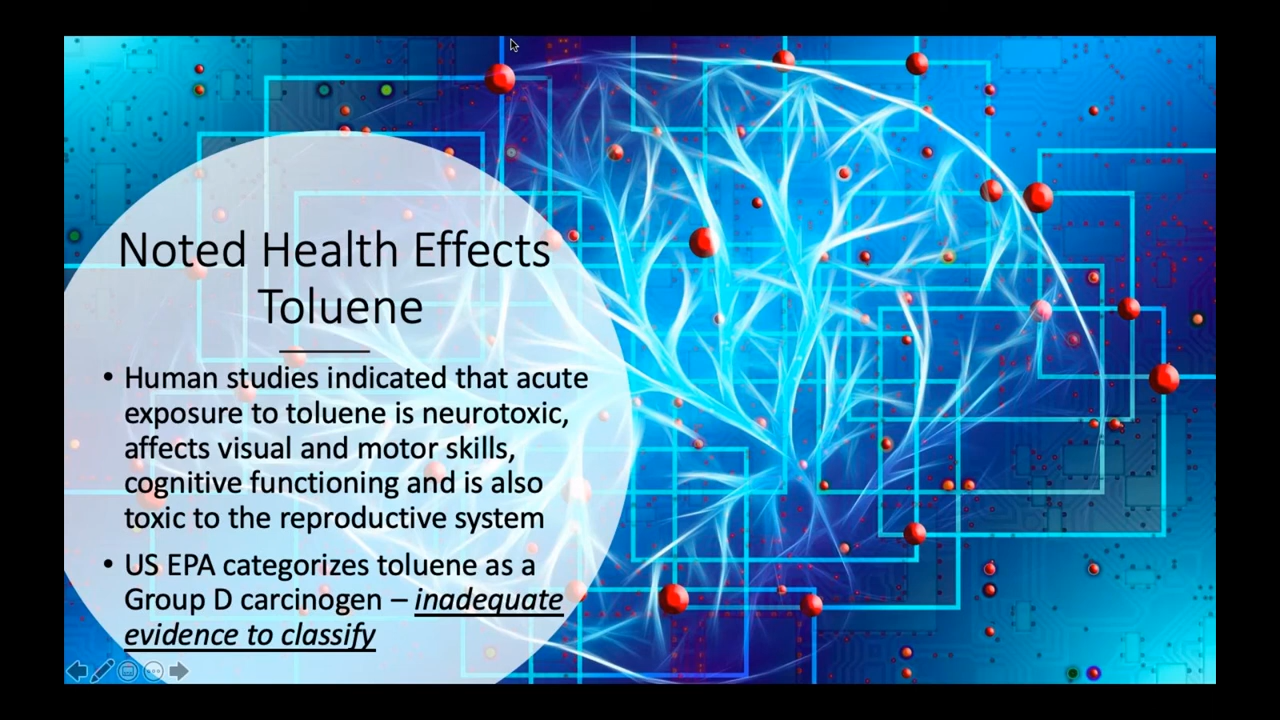 Noted Health Effects
Toluene
• Human studies indicated that acute
exposure to toluene is neurotoxic,
affects visual and motor skills,
cognitive functioning and is also
toxic to the reproductive system
• US EPA categorizes toluene as a
Group D carcinogen – inadequate
evidence to classify